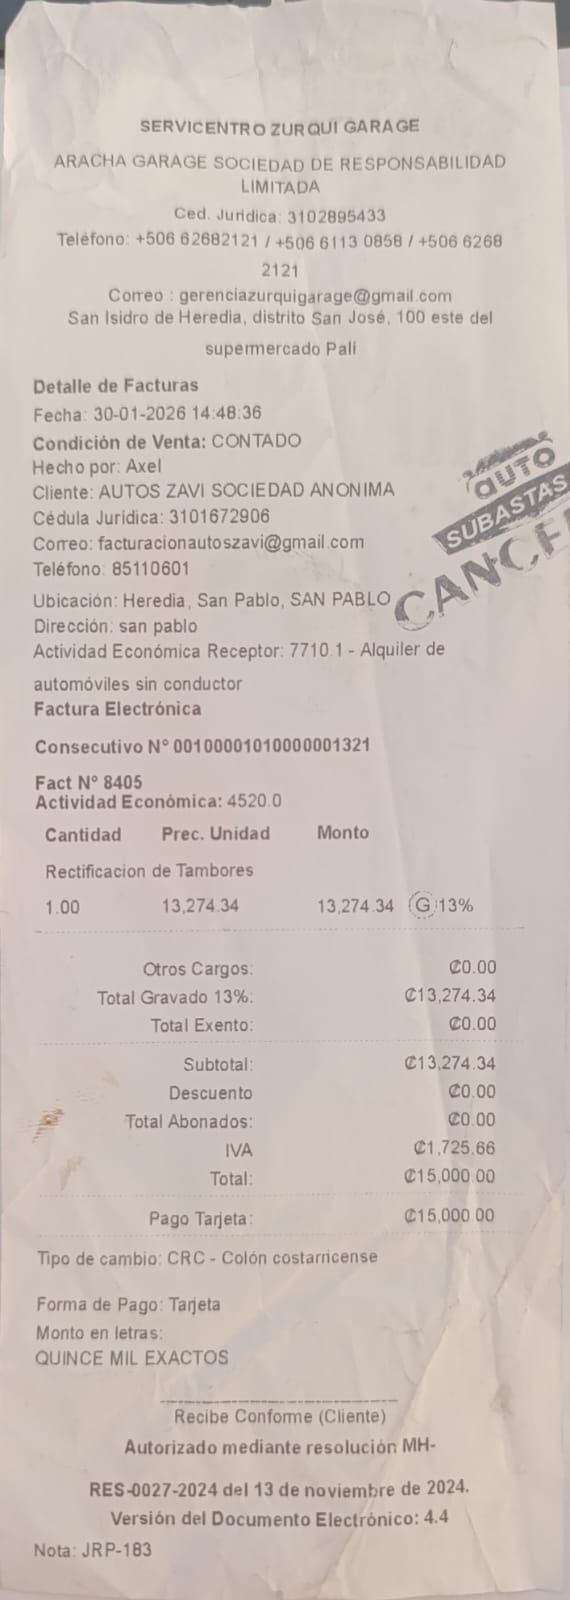 SERVICENTRO ZURQUI GARAGE
ARACHA GARAGE SOCIEDAD DE RESPONSABILIDAD
LIMITADA
Ced. Juridica: 3102895433
Teléfono: +506 62682121 / +506 6113 0858 / +506 6268
2121
Correo : gerenciazurquigarage@gmail.com
San Isidro de Heredia, distrito San José, 100 este del
supermercado Pali
Detalle de Facturas
Fecha: 30-01-2026 14:48:36
Condición de Venta: CONTADO
Hecho por: Axel
Cliente: AUTOS ZAVI SOCIEDAD ANONIMA
Cédula Jurídica: 3101672906
Correo: facturacionautoszavi@gmail.com
Teléfono: 85110601
AUTO
SUBASTAS
CANCE
Ubicación: Heredia, San Pablo, SAN PABLO
Dirección: san pablo
Actividad Económica Receptor: 7710.1 - Alquiler de
automóviles sin conductor
Factura Electrónica
Consecutivo N° 00100001010000001321
Fact N° 8405
Actividad Económica: 4520.0
Cantidad Prec. Unidad Monto
Rectificacion de Tambores
1.00 13,274.34 13,274.34 G 13%
Otros Cargos: ₡0.00
Total Gravado 13%: ₡13,274.34
Total Exento: ₡0.00
Subtotal: ₡13,274.34
Descuento ₡0.00
Total Abonados: ₡0.00
IVA ₡1,725.66
Total: ₡15,000.00
Pago Tarjeta: ₡15,000.00
Tipo de cambio: CRC - Colón costarricense
Forma de Pago: Tarjeta
Monto en letras:
QUINCE MIL EXACTOS
Recibe Conforme (Cliente)
Autorizado mediante resolución MH-
RES-0027-2024 del 13 de noviembre de 2024.
Versión del Documento Electrónico: 4.4
Nota: JRP-183